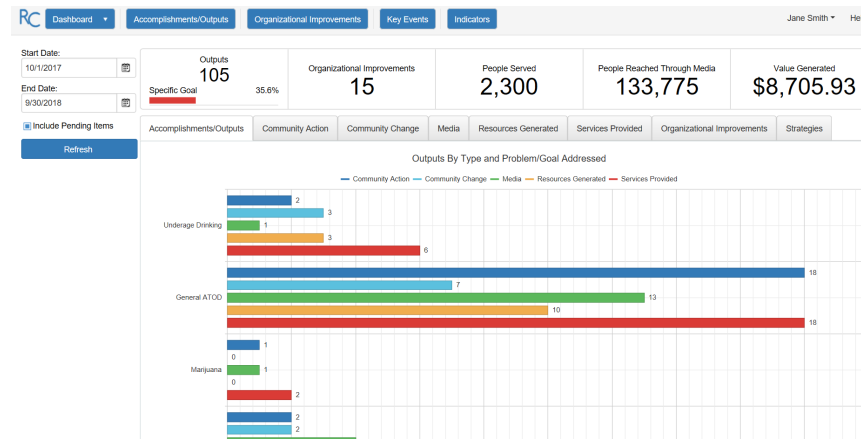 RC Dashboard Accomplishments/Outputs Organizational Improvements Key Events Indicators Jane Smith
Start Date:
10/1/2017
End Date:
9/30/2018
Include Pending Items
Refresh
Outputs
105
Specific Goal 35.6%
Organizational Improvements
15
People Served
2,300
People Reached Through Media
133,775
Value Generated
$8,705.93
Accomplishments/Outputs Community Action Community Change Media Resources Generated Services Provided Organizational Improvements Strategies
Outputs By Type and Problem/Goal Addressed
Community Action Community Change Media Resources Generated Services Provided
Underage Drinking
2
3
1
3
6
General ATOD
18
7
13
10
18
Marijuana
1
0
1
0
2
2
2